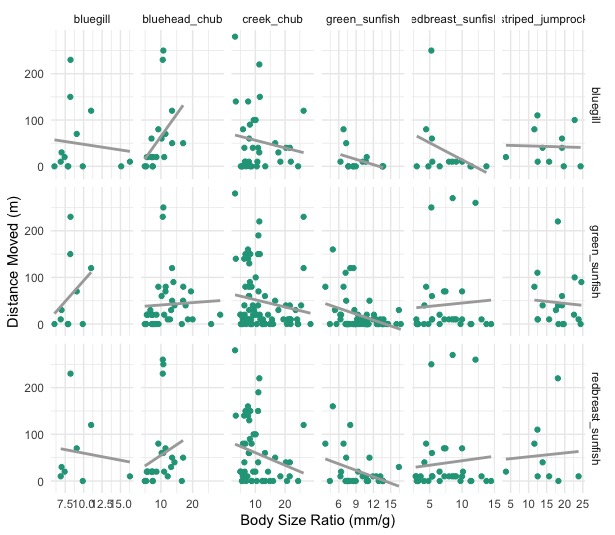 bluegill bluehead_chub creek_chub green_sunfish edbreast_sunfisl striped_jumprock
200
100
0
bluegill
200
100
0
green_sunfish
200
100
0
redbreast_sunfish
Distance Moved (m)
7.5 10.0 12.5 15.0 10 20 10 20 6 9 12 15 5 10 15 5 10 15 20 25
Body Size Ratio (mm/g)